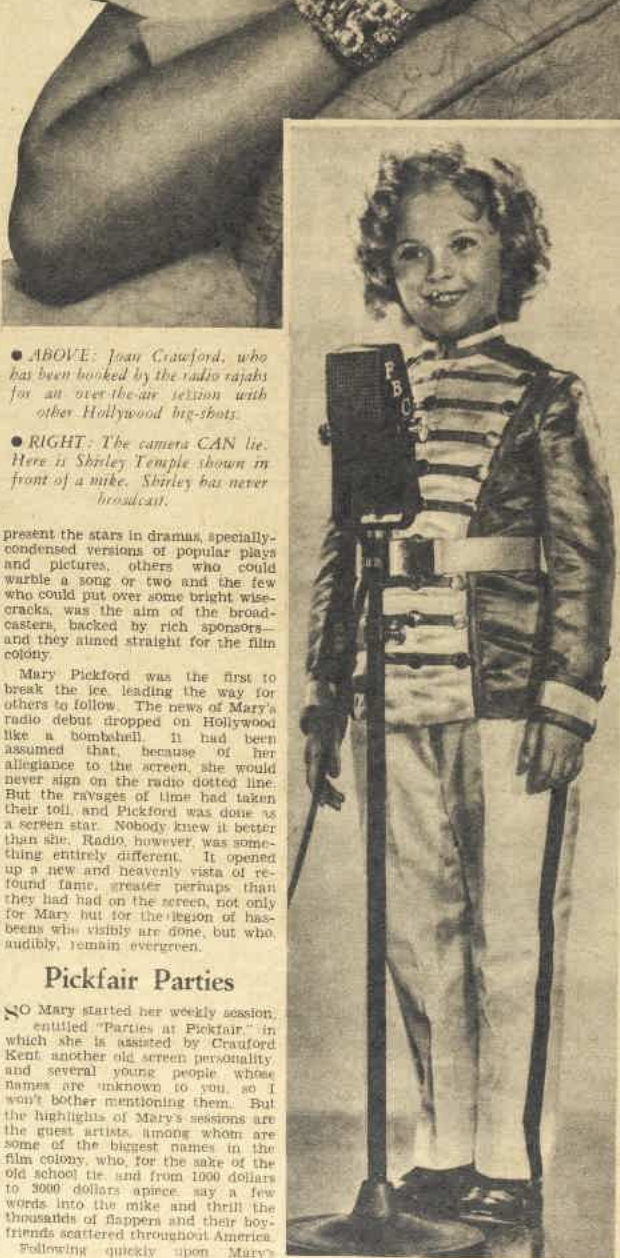 ● ABOVE: Joan Crawford, who
has been booked by the radio rajahs
for an over-the-air session with
other Hollywood big-shots.
● RIGHT: The camera CAN lie.
Here is Shirley Temple shown in
front of a mike. Shirley has never
broadcast.
present the stars in dramas, specially-
condensed versions of popular plays
and pictures, others who could
warble a song or two and the few
who could put over some bright wise-
cracks, was the aim of the broad-
casters, backed by rich sponsors—
and they aimed straight for the film
colony.
Mary Pickford was the first to
break the ice, leading the way for
others to follow. The news of Mary's
radio debut dropped on Hollywood
like a bombshell. It had been
assumed that, because of her
allegiance to the screen, she would
never sign on the radio dotted line.
But the ravages of time had taken
their toll, and Pickford was done as
a screen star. Nobody knew it better
than she. Radio, however, was some-
thing entirely different. It opened
up a new and heavenly vista of re-
found fame, greater perhaps than
they had had on the screen, not only
for Mary but for the legion of has-
beens who visibly are done, but who,
audibly, remain evergreen.
Pickfair Parties
SO Mary started her weekly session,
entitled "Parties at Pickfair," in
which she is assisted by Crauford
Kent, another old screen personality,
and several young people whose
names are unknown to you, so I
won't bother mentioning them. But
the highlights of Mary's sessions are
the guest artists, among whom are
some of the biggest names in the
film colony, who, for the sake of the
old school tie and from 1000 dollars
to 3000 dollars apiece, say a few
words into the mike and thrill the
thousands of flappers and their boy-
friends scattered throughout America.
Following quickly upon Mary's
F
B
C